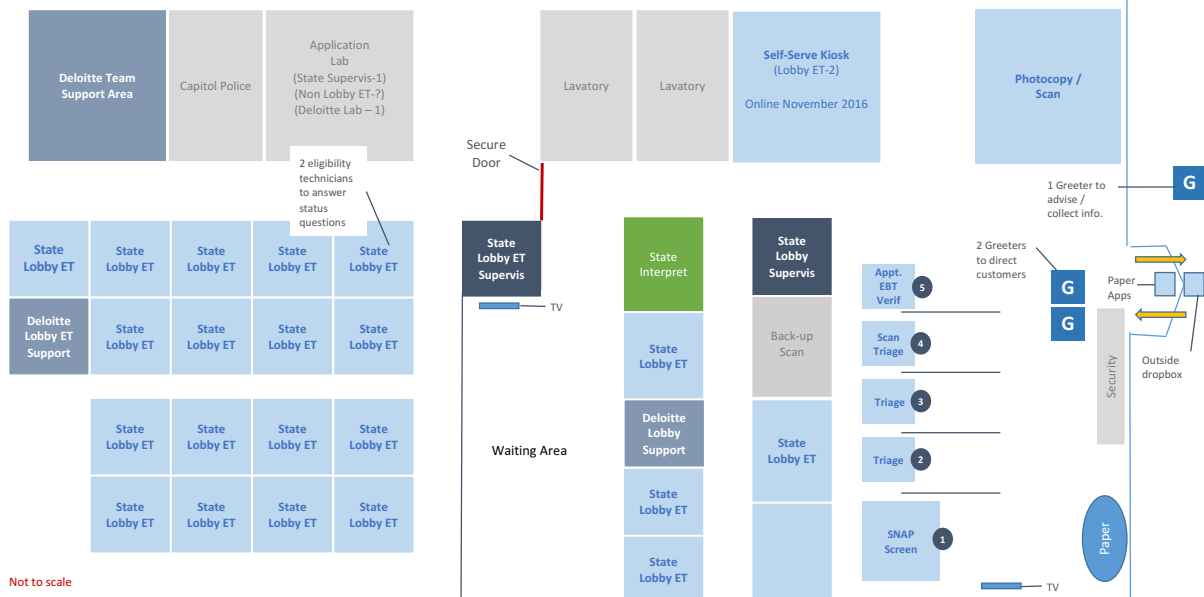 Deloitte Team
Support Area
Capitol Police
Application
Lab
(State Supervis-1)
(Non Lobby ET-?)
(Deloitte Lab – 1)
Lavatory
Lavatory
Self-Serve Kiosk
(Lobby ET-2)
Online November 2016
Photocopy /
Scan
2 eligibility
technicians
to answer
status
questions
Secure
Door
1 Greeter to
advise /
collect info.
G
State
Lobby ET
State
Lobby ET
State
Lobby ET
State
Lobby ET
State
Lobby ET
Deloitte
Lobby ET
Support
State
Lobby ET
State
Lobby ET
State
Lobby ET
State
Lobby ET
State
Lobby ET
State
Lobby ET
State
Lobby ET
State
Lobby ET
State
Lobby ET
State
Lobby ET
State
Lobby ET
State
Lobby ET
Not to scale
State
Lobby ET
Supervis
TV
Waiting Area
State
Interpret
State
Lobby ET
Deloitte
Lobby
Support
State
Lobby ET
State
Lobby ET
State
Lobby
Supervis
Back-up
Scan
State
Lobby ET
Appt.
EBT
Verif
5
Scan
Triage
4
Triage
3
Triage
2
SNAP
Screen
1
TV
2 Greeters
to direct
customers
G
G
Paper
Apps
Outside
dropbox
Security
Paper